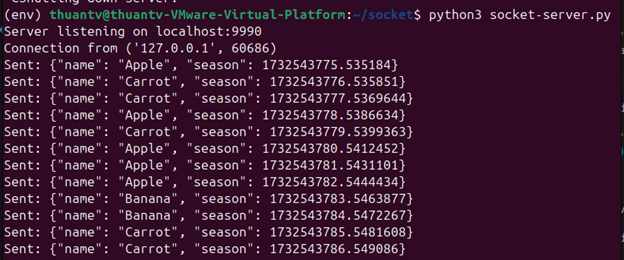 shutting down server.
(env) thuantv@thuantv-VMware-Virtual-Platform:~/socket$ python3 socket-server.py
Server listening on localhost:9990
Connection from ('127.0.0.1', 60686)
Sent: {"name": "Apple", "season": 1732543775.535184}
Sent: {"name": "Carrot", "season": 1732543776.535851}
Sent: {"name": "Carrot", "season": 1732543777.5369644}
Sent: {"name": "Apple", "season": 1732543778.5386634}
Sent: {"name": "Carrot", "season": 1732543779.5399363}
Sent: {"name": "Apple", "season": 1732543780.5412452}
Sent: {"name": "Apple", "season": 1732543781.5431101}
Sent: {"name": "Apple", "season": 1732543782.5444434}
Sent: {"name": "Banana", "season": 1732543783.5463877}
Sent: {"name": "Banana", "season": 1732543784.5472267}
Sent: {"name": "Carrot", "season": 1732543785.5481608}
Sent: {"name": "Carrot", "season": 1732543786.549086}